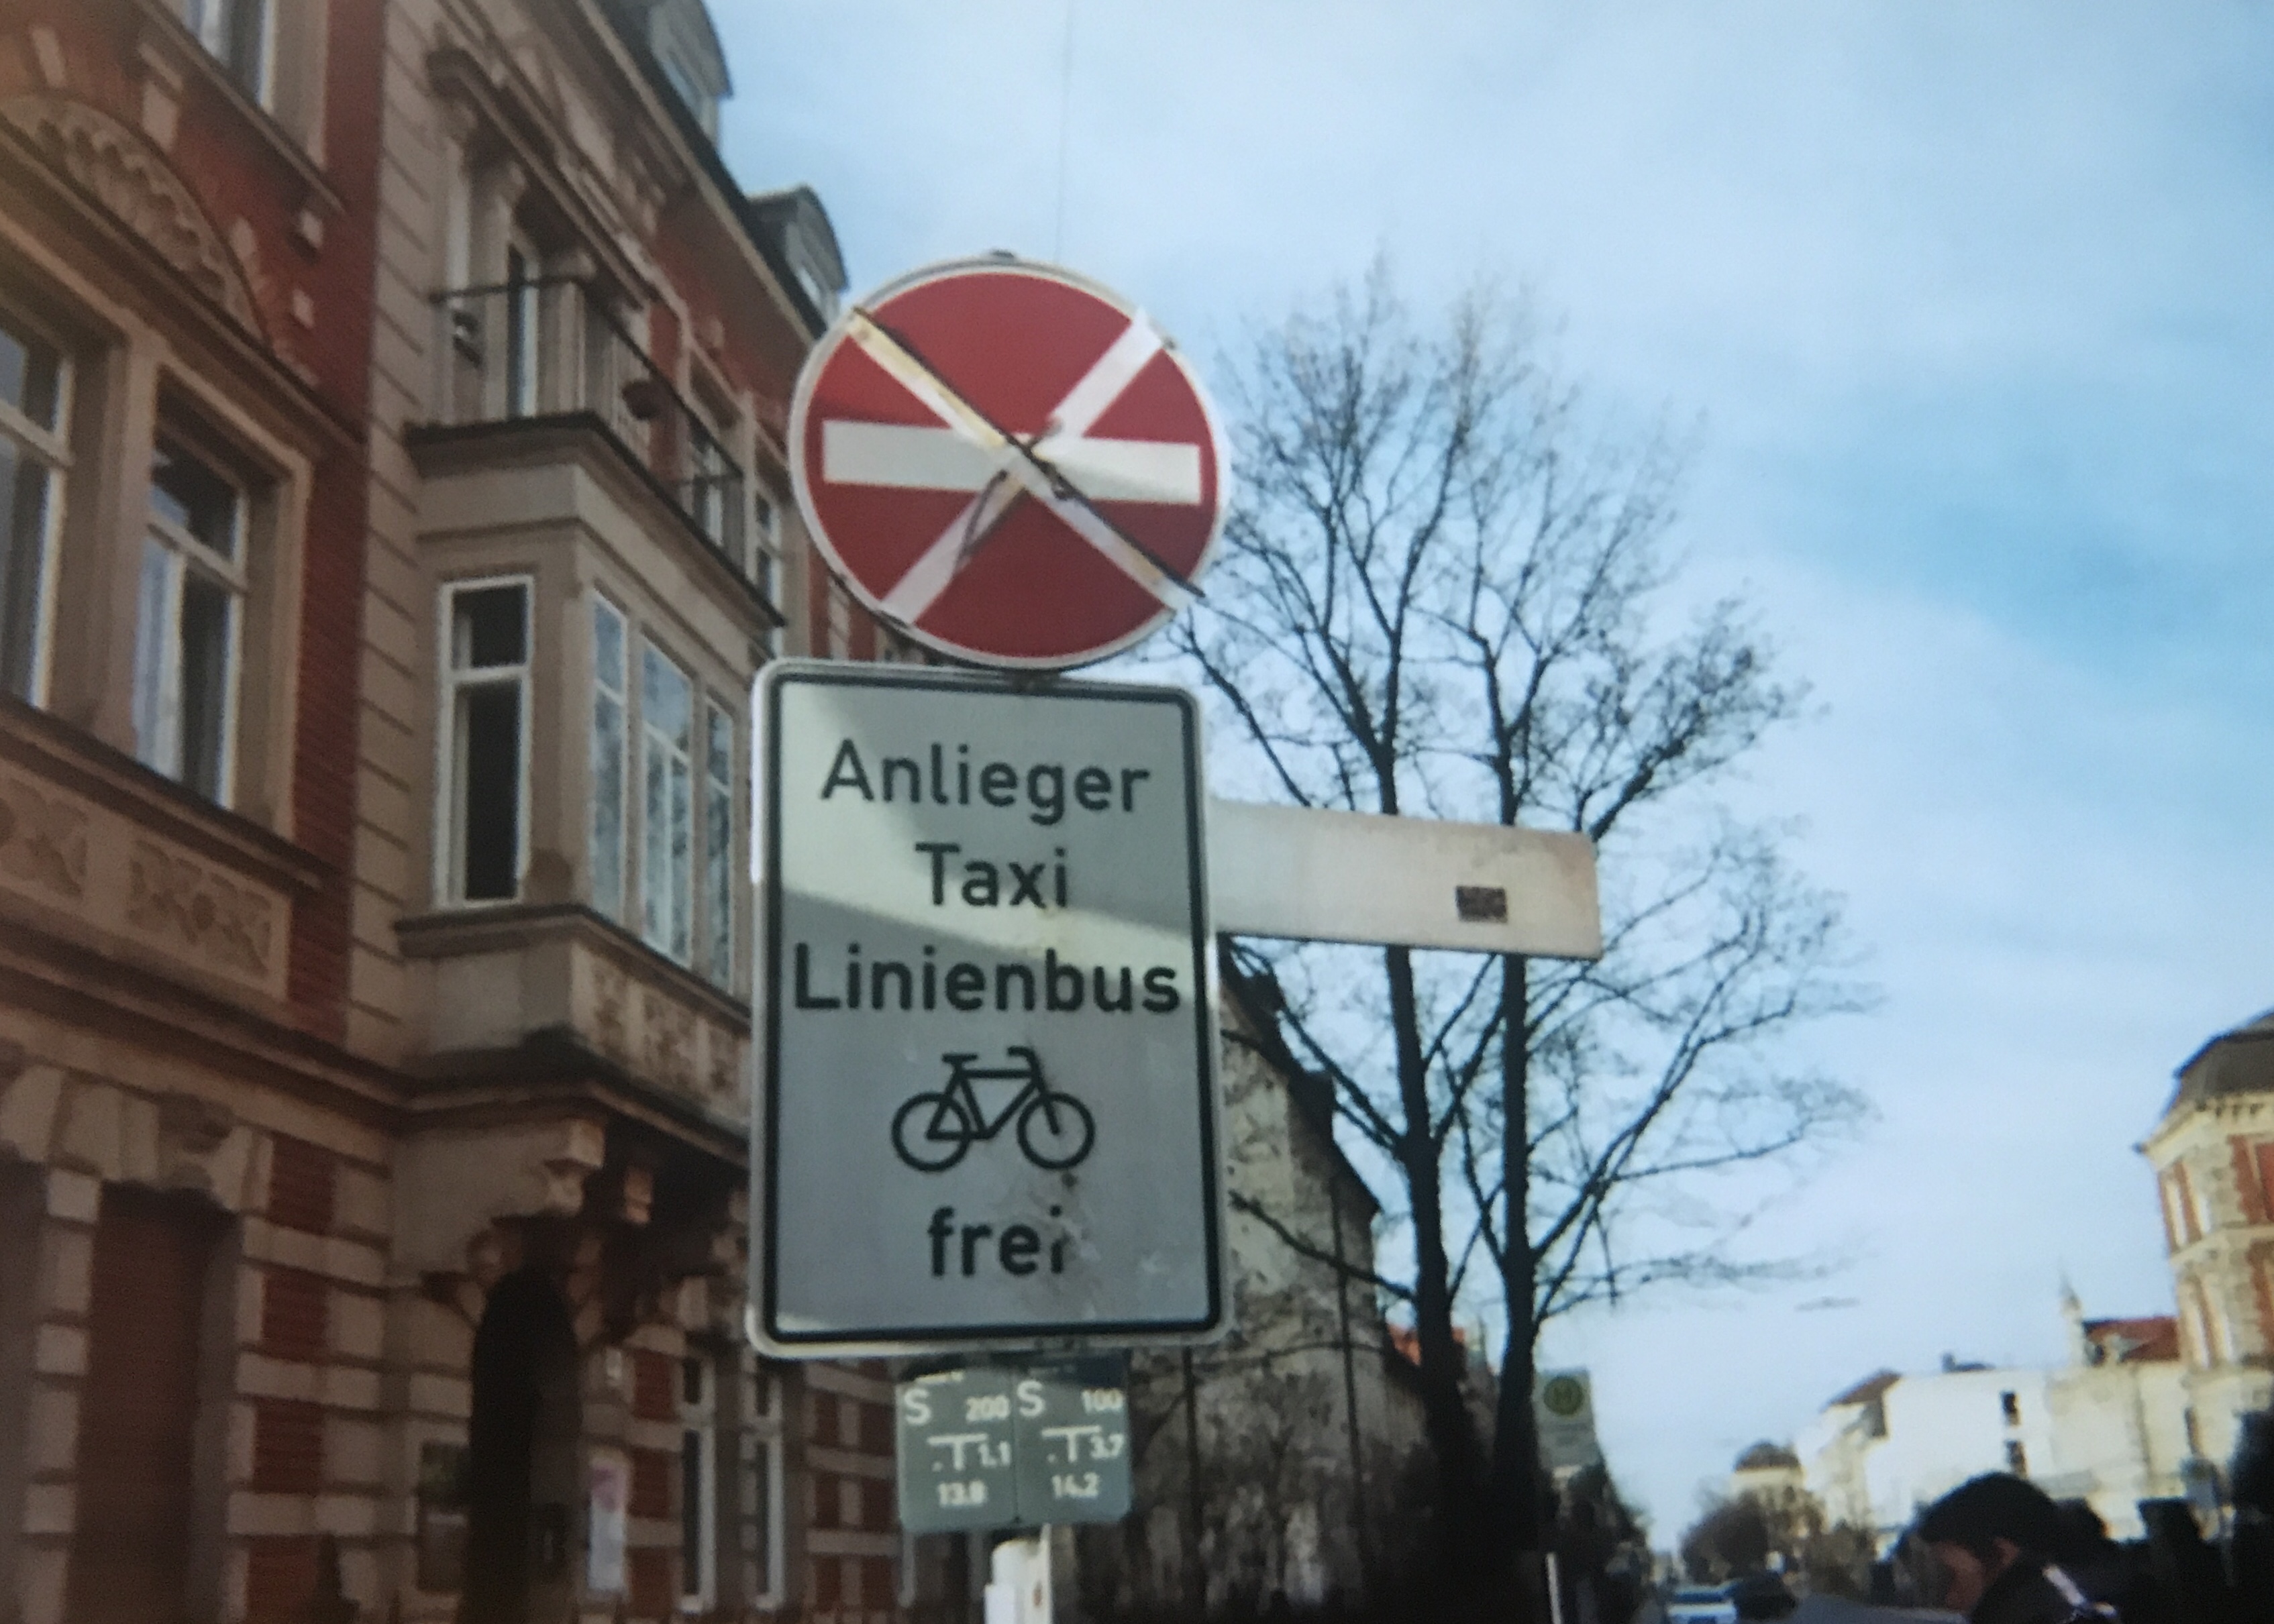 Anlieger
Taxi
Linienbus
frei
S 200
1.1
13.8
S 100
3.7
14.2
H